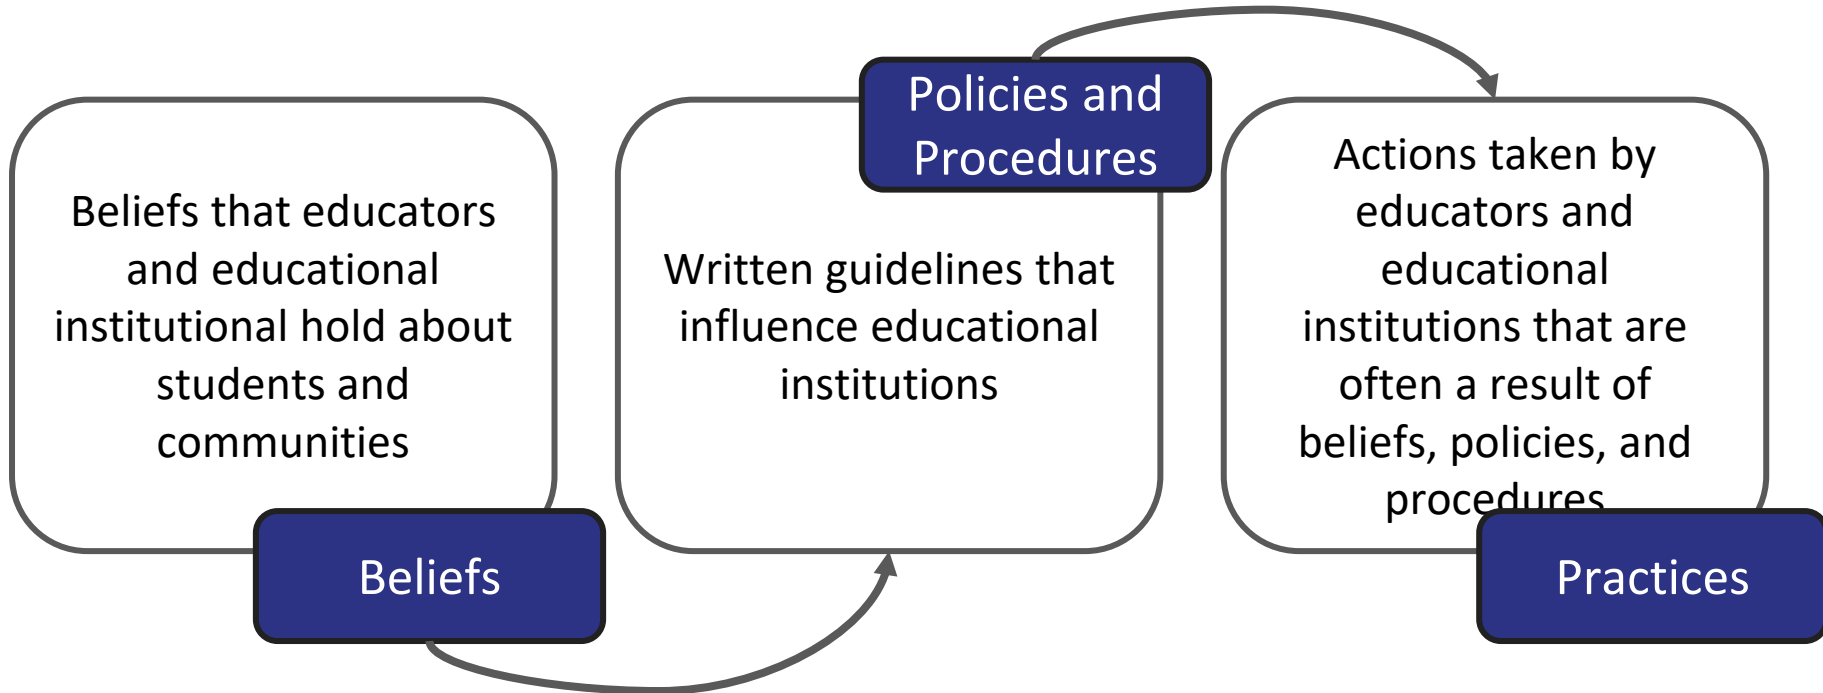 Beliefs that educators
and educational
institutional hold about
students and
communities
Beliefs
Policies and
Procedures
Written guidelines that
influence educational
institutions
Actions taken by
educators and
educational
institutions that are
often a result of
beliefs, policies, and
procedures
Practices